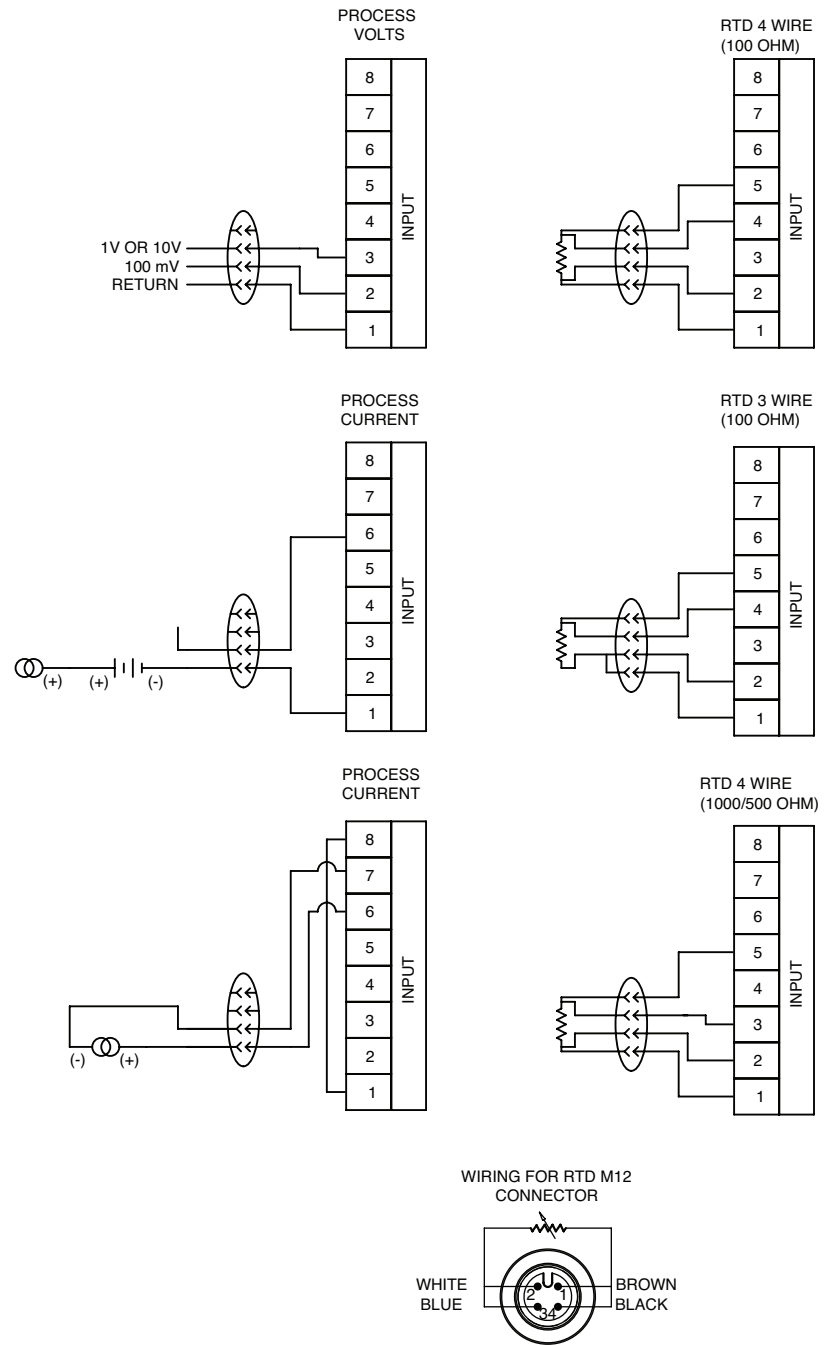 PROCESS
VOLTS
8
7
6
5
4
3
2
1
INPUT
1V OR 10V
100 mV
RETURN
RTD 4 WIRE
(100 OHM)
8
7
6
5
4
3
2
1
INPUT
PROCESS
CURRENT
8
7
6
5
4
3
2
1
INPUT
(+) (+) (-)
RTD 3 WIRE
(100 OHM)
8
7
6
5
4
3
2
1
INPUT
PROCESS
CURRENT
8
7
6
5
4
3
2
1
INPUT
(-) (+)
RTD 4 WIRE
(1000/500 OHM)
8
7
6
5
4
3
2
1
INPUT
WIRING FOR RTD M12
CONNECTOR
WHITE 2 1 BROWN
BLUE 3 4 BLACK